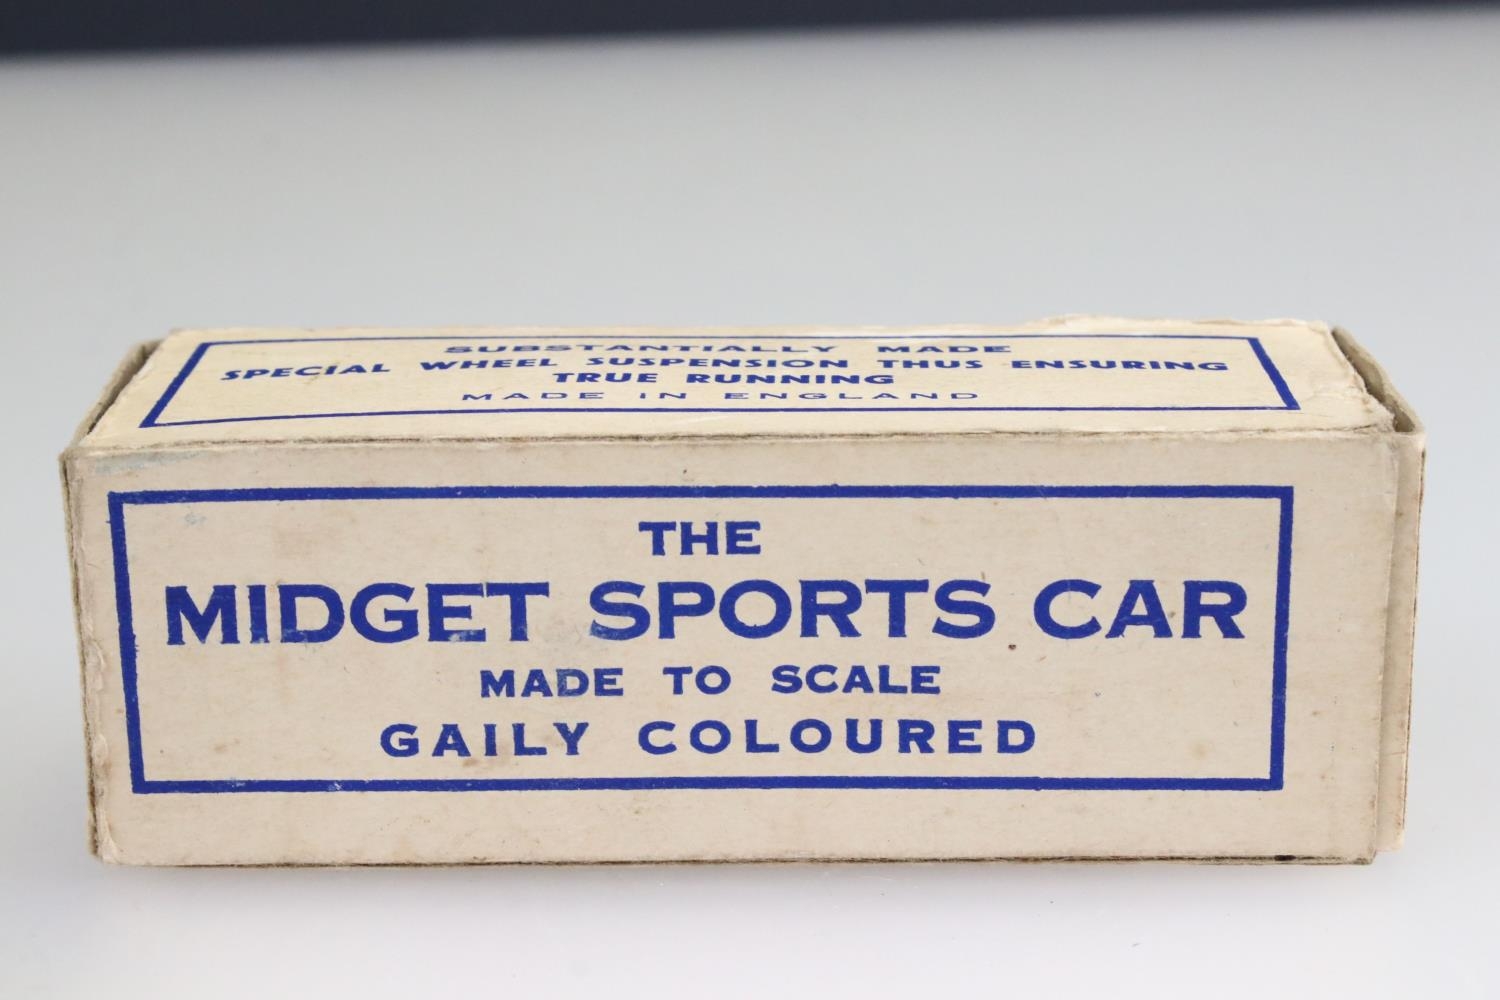 SUBSTANTIALLY MADE
SPECIAL WHEEL SUSPENSION THUS ENSURING
TRUE RUNNING
MADE IN ENGLAND
THE
MIDGET SPORTS CAR
MADE TO SCALE
GAILY COLOURED